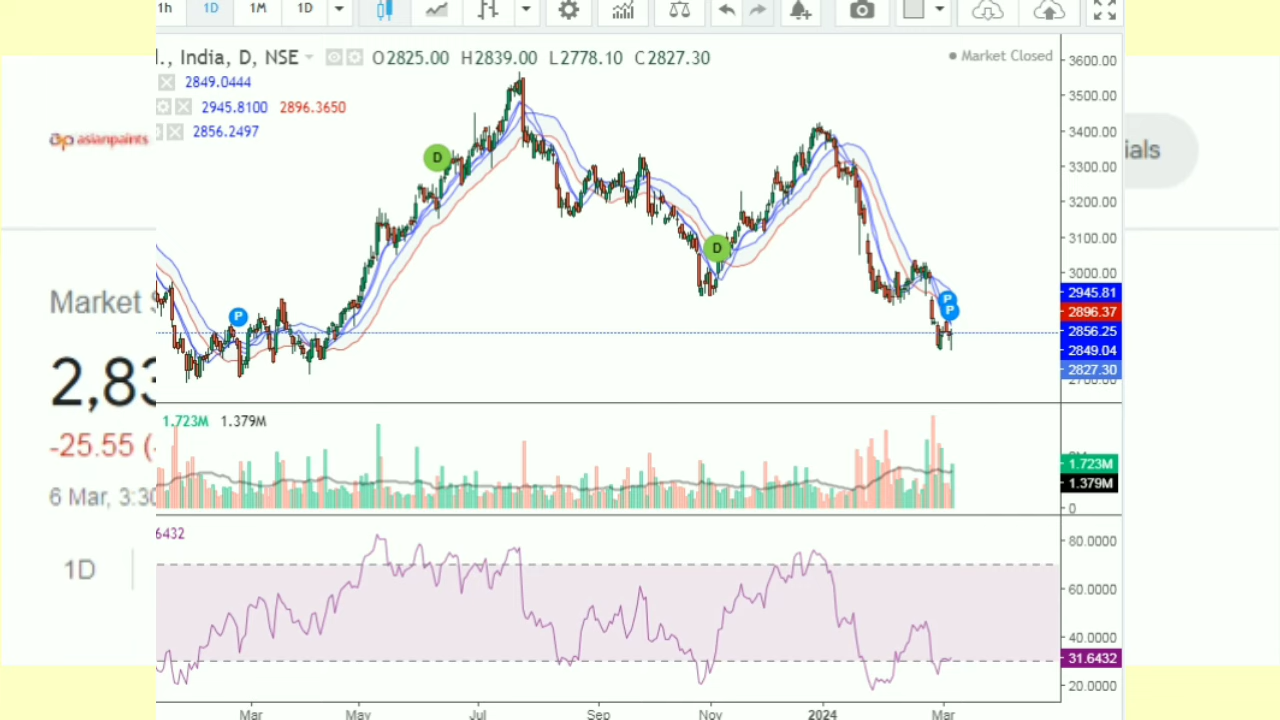 1h 1D 1M 1D
India, D, NSE O2825.00 H2839.00 L2778.10 C2827.30
Market Closed
2849.0444
2945.8100 2896.3650
2856.2497
D
D
P
P
P
3600.00
3500.00
3400.00
3300.00
3200.00
3100.00
3000.00
2945.81
2896.37
2856.25
2849.04
2827.30
2700.00
asianpaints
ials
Market
2,83
-25.55
6 Mar, 3:30
1D
1.723M 1.379M
1.723M
1.379M
0
6432
80.0000
60.0000
40.0000
31.6432
20.0000
Mar May Jul Sep Nov 2024 Mar